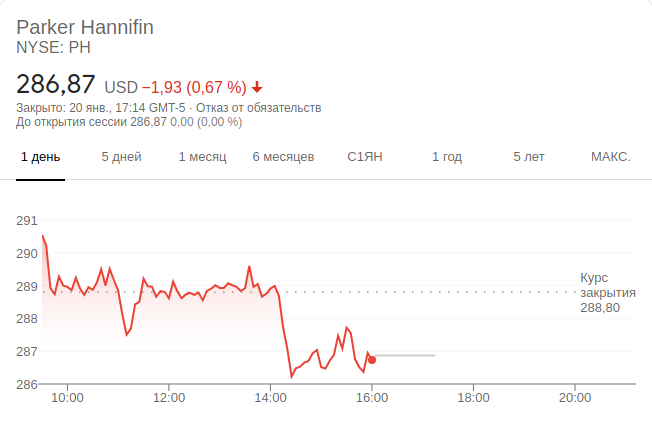 Parker Hannifin
NYSE: PH
286,87 USD −1,93 (0,67 %)
Закрыто: 20 янв., 17:14 GMT-5 · Отказ от обязательств
До открытия сессии 286,87 0,00 (0,00 %)
1 день 5 дней 1 месяц 6 месяцев С1ЯН 1 год 5 лет МАКС.
291
290
289
288
287
286
Курс
закрытия
288,80
10:00 12:00 14:00 16:00 18:00 20:00